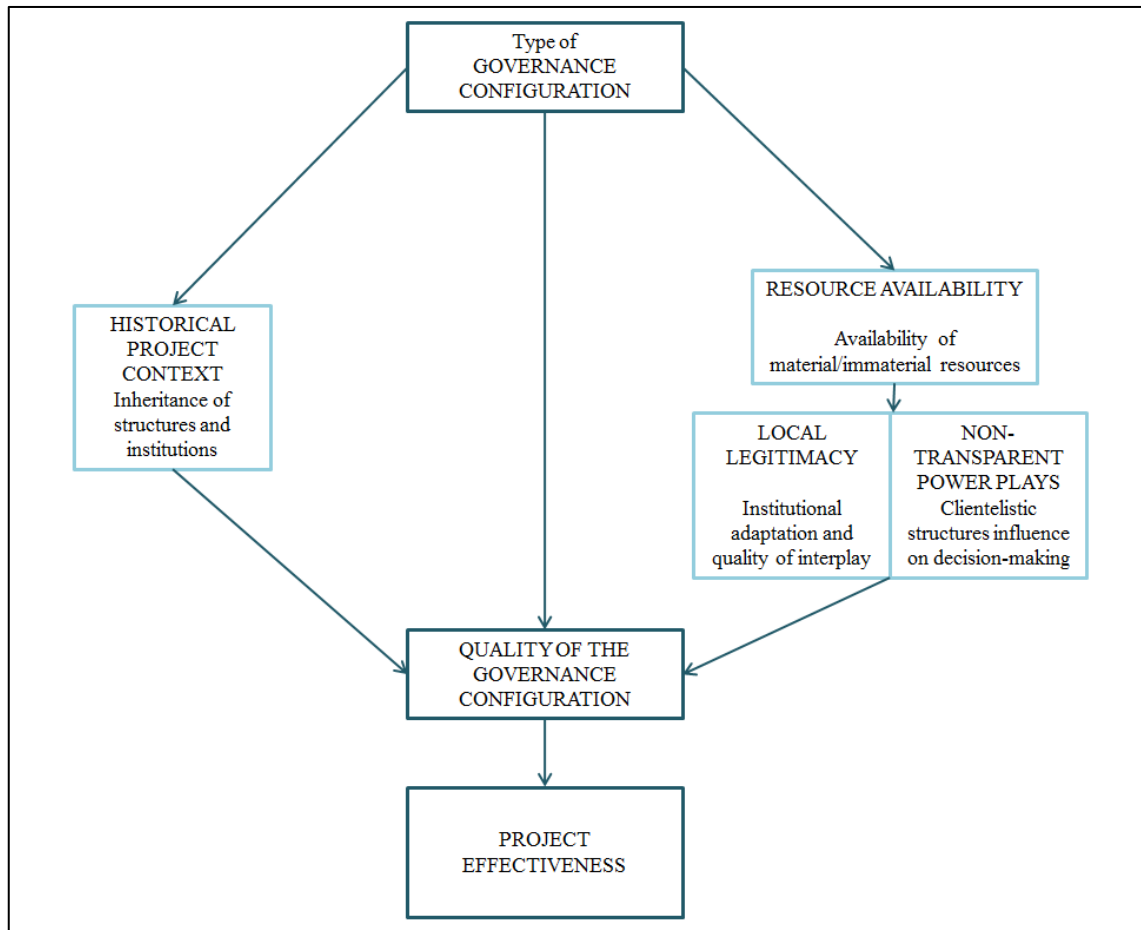 Type of
GOVERNANCE
CONFIGURATION
HISTORICAL
PROJECT
CONTEXT
Inheritance of
structures and
institutions
RESOURCE AVAILABILITY
Availability of
material/immaterial resources
LOCAL
LEGITIMACY
Institutional
adaptation and
quality of interplay
NON-
TRANSPARENT
POWER PLAYS
Clientelistic
structures influence
on decision-making
QUALITY OF THE
GOVERNANCE
CONFIGURATION
PROJECT
EFFECTIVENESS